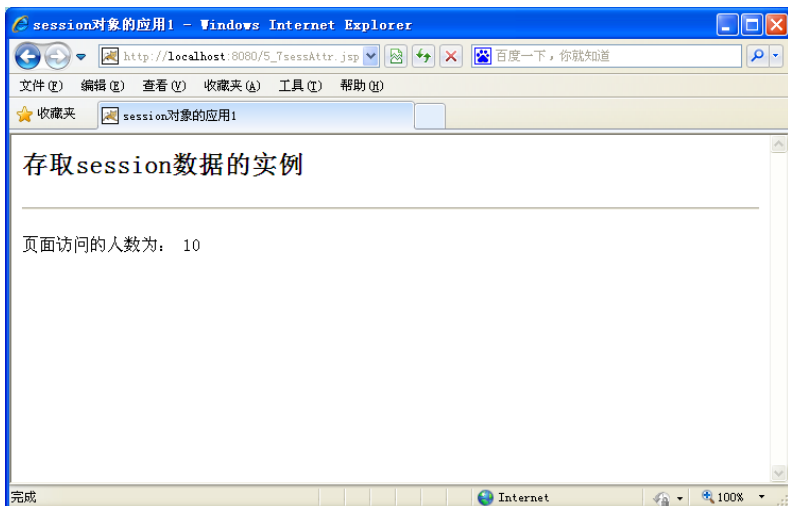 session对象的应用1 - Windows Internet Explorer
http://localhost:8080/5_7sessAttr.jsp 百度一下，你就知道
文件(F) 编辑(E) 查看(V) 收藏夹(A) 工具(T) 帮助(H)
收藏夹 session对象的应用1
存取session数据的实例
页面访问的人数为： 10
完成 Internet 100%